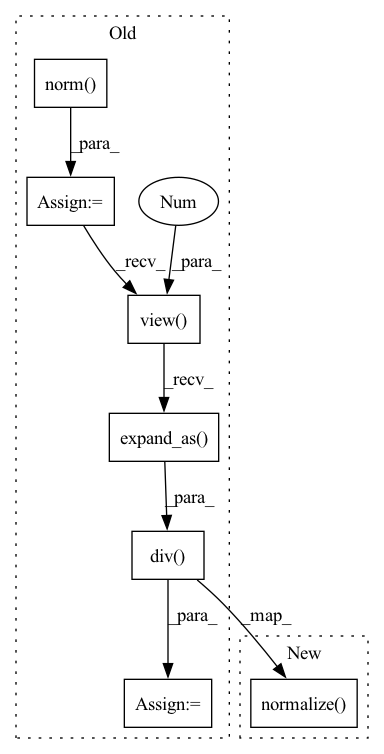 Old
norm()
_para_
Assign:=
Num
_recv_
_para_
view()
_recv_
expand_as()
_para_
div()
_para_
_map_
New
Assign:=
normalize()